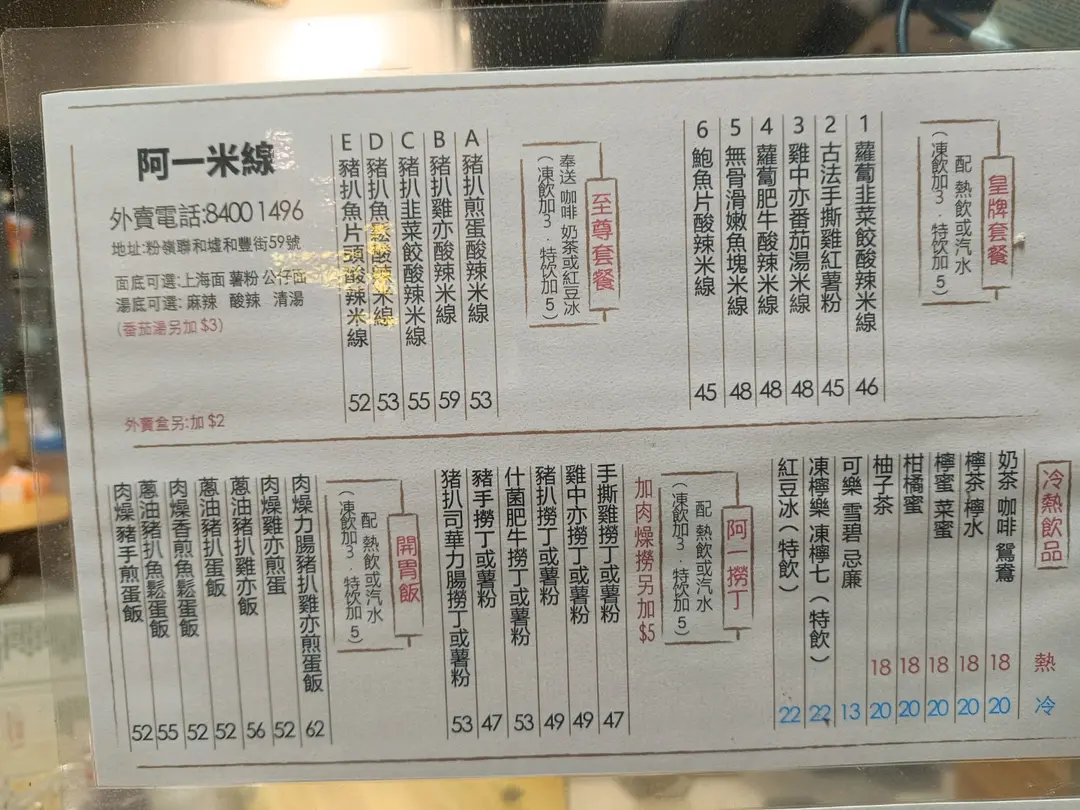 皇牌套餐
配 熱飲或汽水
(凍飲加3．特饮加5)
1 蘿蔔韭菜餃酸辣米線 46
2 古法手撕雞紅薯粉 45
3 雞中亦番茄湯米線 48
4 蘿蔔肥牛酸辣米線 48
5 無骨滑嫩魚塊米線 48
6 鮑魚片酸辣米線 45
至尊套餐
奉送 咖啡 奶茶或紅豆冰
(凍飲加3．特饮加5)
A 豬扒煎蛋酸辣米線 53
B 豬扒雞亦酸辣米線 59
C 豬扒韭菜餃酸辣米線 55
D 豬扒魚鬆酸辣米線 53
E 豬扒魚片頭酸辣米線 52
阿一米線
外賣電話:8400 1496
地址:粉嶺聯和墟和豐街59號
面底可選:上海面 薯粉 公仔面
湯底可選: 麻辣 酸辣 清湯
(番茄湯另加 $3)
外賣盒另:加 $2
冷熱飲品
熱 冷
奶茶 咖啡 鴛鴦 18 20
檸茶 檸水 18 20
檸蜜 菜蜜 18 20
柑橘蜜 18 20
柚子茶 18 20
可樂 雪碧 忌廉 13
凍檸樂 凍檸七(特飲) 22
紅豆冰(特飲) 22
阿一撈丁
配 熱飲或汽水
(凍飲加3．特饮加5)
加肉燥撈另加$5
手撕雞撈丁或薯粉 47
雞中亦撈丁或薯粉 49
豬扒撈丁或薯粉 49
什菌肥牛撈丁或薯粉 53
豬手撈丁或薯粉 47
猪扒司華力腸撈丁或薯粉 53
開胃飯
配 熱飲或汽水
(凍飲加3．特饮加5)
肉燥力腸豬扒雞亦煎蛋飯 62
肉燥雞亦煎蛋 52
蔥油豬扒雞亦飯 56
蔥油豬扒蛋飯 52
肉燥香煎魚鬆蛋飯 52
蔥油豬扒魚鬆蛋飯 55
肉燥豬手煎蛋飯 52